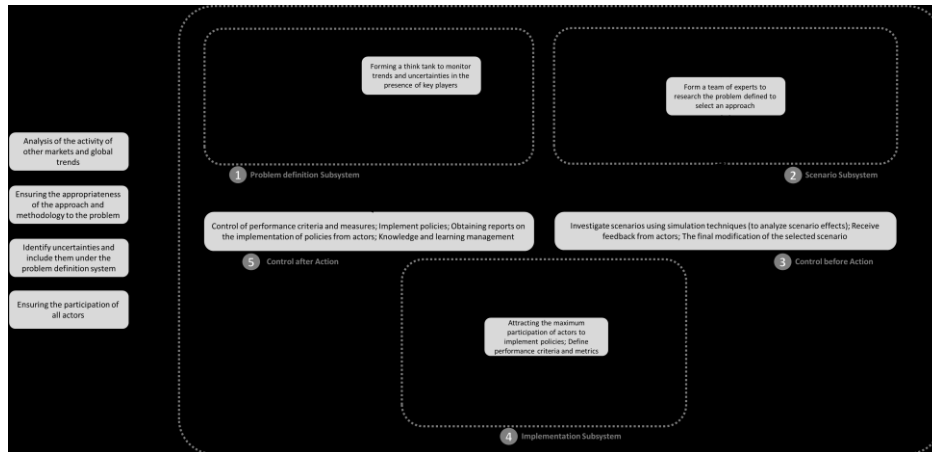 Forming a think tank to monitor
trends and uncertainties in the
presence of key players
Form a team of experts to
research the problem defined to
select an approach
1 Problem definition Subsystem
2 Scenario Subsystem
Analysis of the activity of
other markets and global
trends
Ensuring the appropriateness
of the approach and
methodology to the problem
Identify uncertainties and
include them under the
problem definition system
Ensuring the participation of
all actors
Control of performance criteria and measures; Implement policies; Obtaining reports
on the implementation of policies from actors; Knowledge and learning management
5 Control after Action
Investigate scenarios using simulation techniques (to analyze scenario effects); Receive
feedback from actors; The final modification of the selected scenario
3 Control before Action
Attracting the maximum
participation of actors to
implement policies; Define
performance criteria and metrics
4 Implementation Subsystem